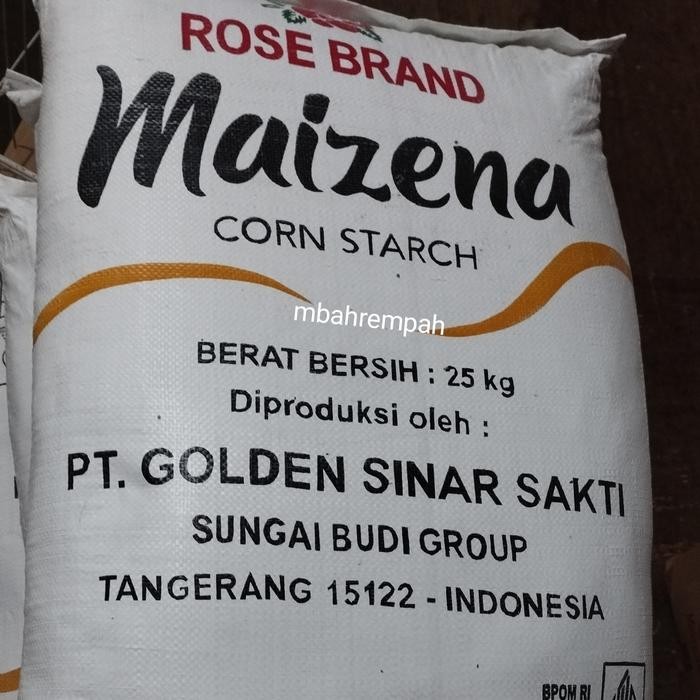 ROSE BRAND
Maizena
CORN STARCH
mbahrempah
BERAT BERSIH : 25 kg
Diproduksi oleh :
PT. GOLDEN SINAR SAKTI
SUNGAI BUDI GROUP
TANGERANG 15122 - INDONESIA
BPOM RI